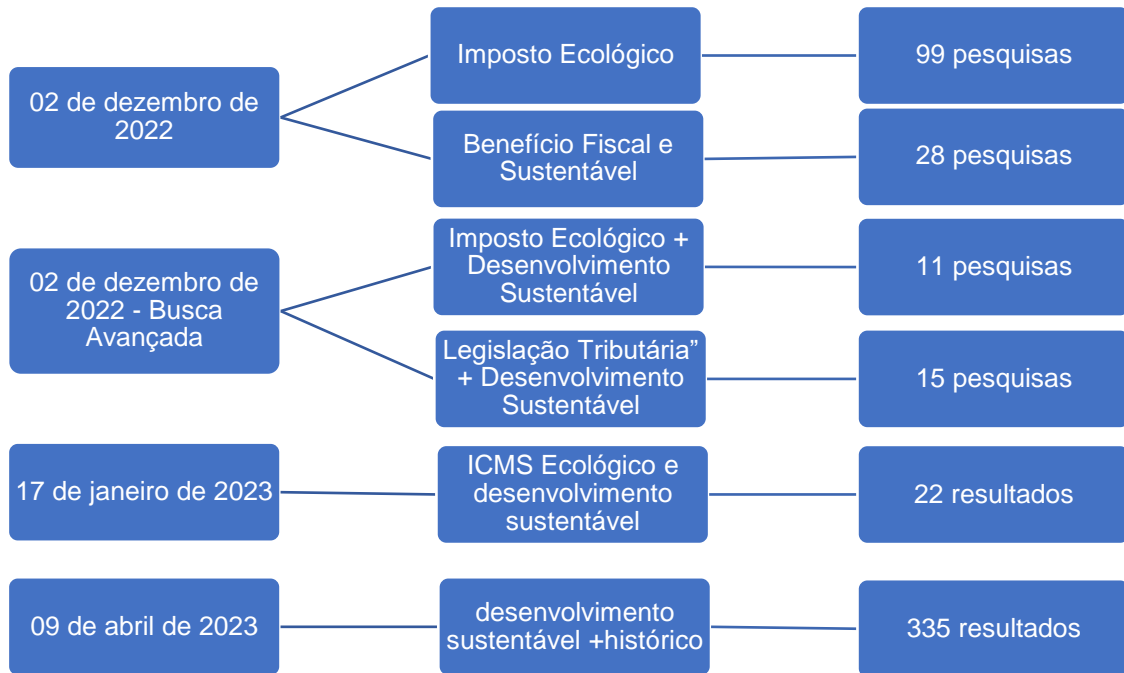 02 de dezembro de
2022
Imposto Ecológico
99 pesquisas
Benefício Fiscal e
Sustentável
28 pesquisas
02 de dezembro de
2022 - Busca
Avançada
Imposto Ecológico +
Desenvolvimento
Sustentável
11 pesquisas
Legislação Tributária”
+ Desenvolvimento
Sustentável
15 pesquisas
17 de janeiro de 2023
ICMS Ecológico e
desenvolvimento
sustentável
22 resultados
09 de abril de 2023
desenvolvimento
sustentável +histórico
335 resultados